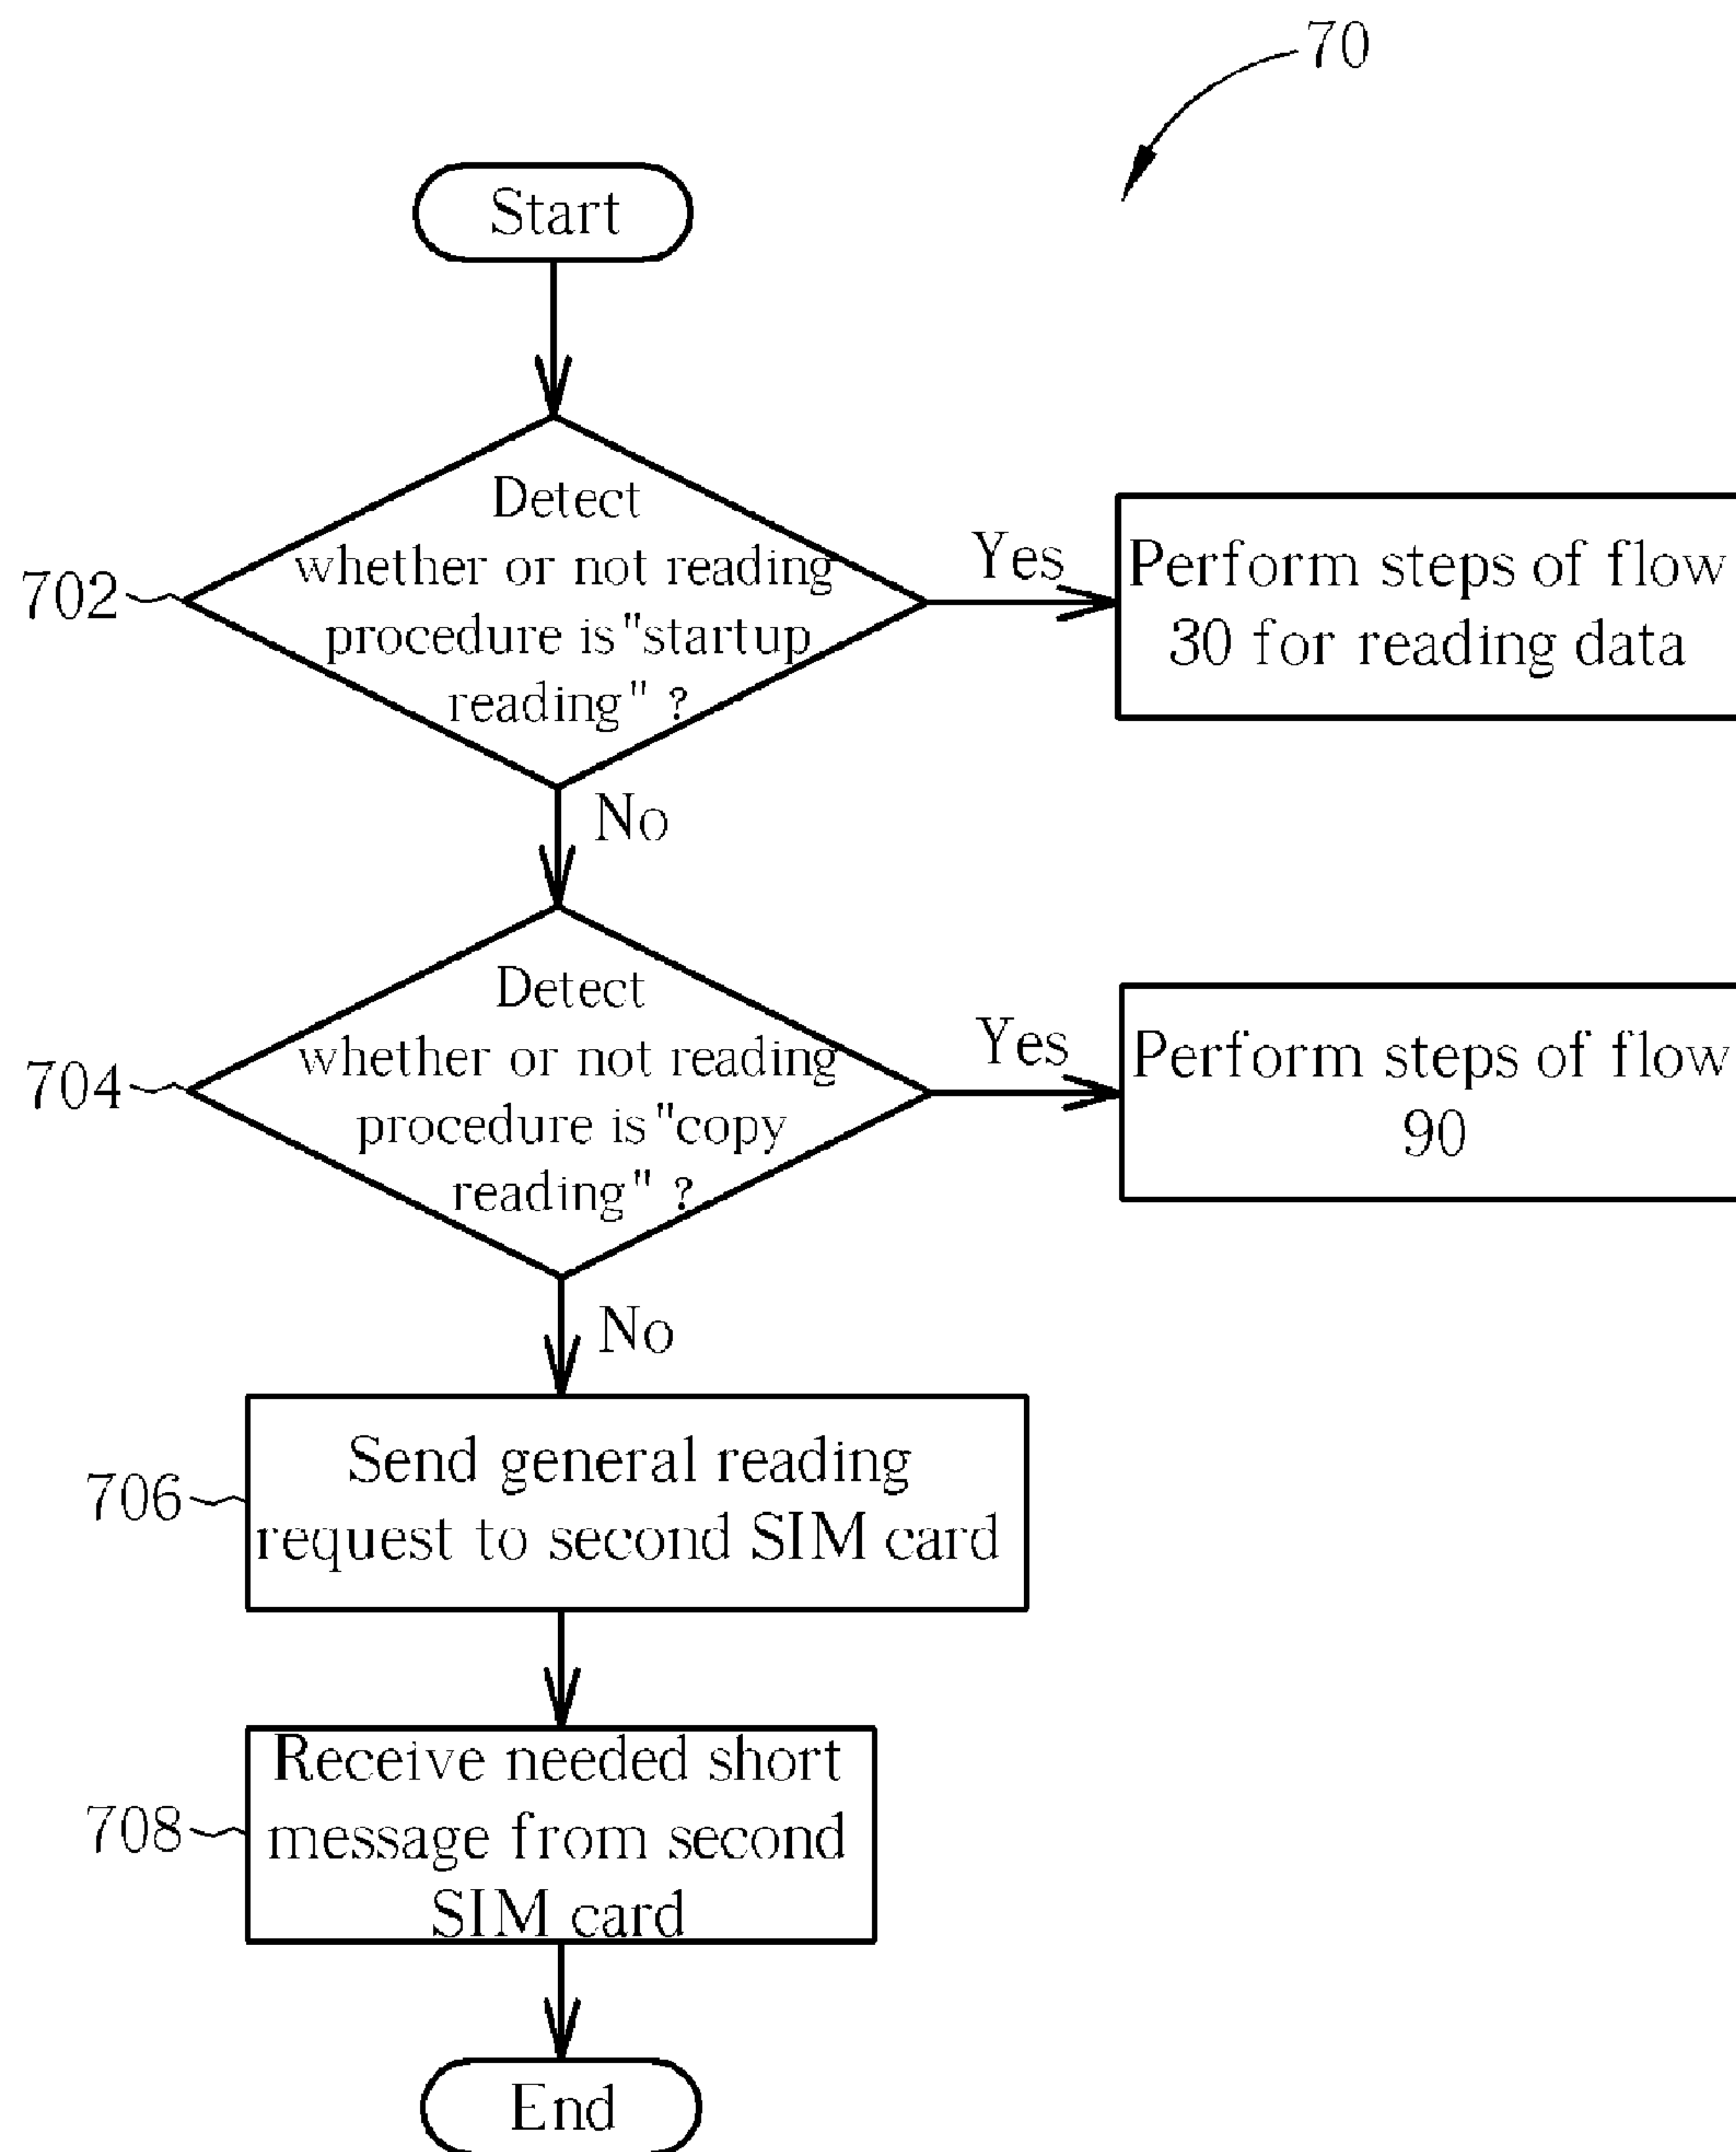 70
Start
Detect
whether or not reading
procedure is "startup
reading" ?
702
Yes
Perform steps of flow
30 for reading data
No
Detect
whether or not reading
procedure is "copy
reading" ?
704
Yes
Perform steps of flow
90
No
Send general reading
request to second SIM card
706
Receive needed short
message from second
SIM card
708
End